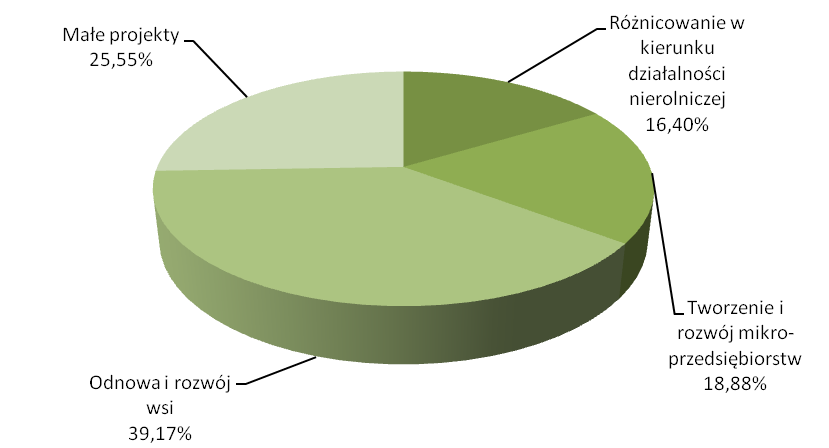 Małe projekty
25,55%
Różnicowanie w
kierunku
działalności
nierolniczej
16,40%
Tworzenie i
rozwój mikro-
przedsiębiorstw
18,88%
Odnowa i rozwój
wsi
39,17%